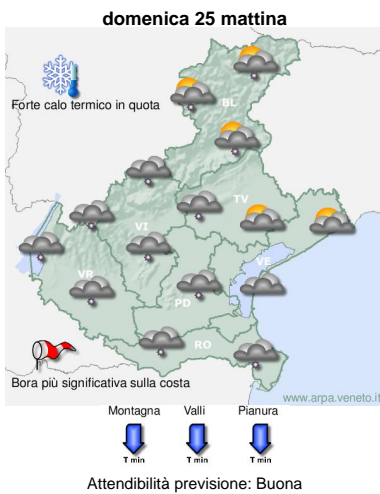 domenica 25 mattina
BL
Forte calo termico in quota
TV
VI
VE
VR
PD
RO
Bora più significativa sulla costa
www.arpa.veneto.it
Montagna Valli Pianura
T min T min T min
Attendibilità previsione: Buona